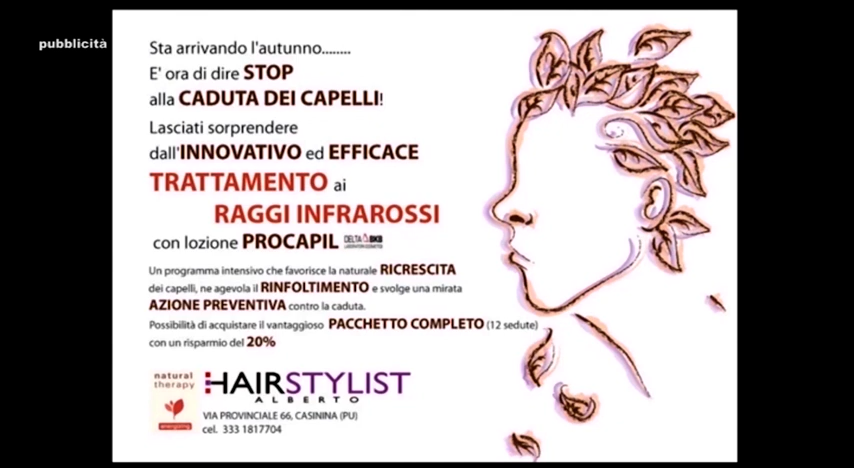 pubblicità
Sta arrivando l'autunno........
E' ora di dire STOP
alla CADUTA DEI CAPELLI!
Lasciati sorprendere
dall'INNOVATIVO ed EFFICACE
TRATTAMENTO ai
RAGGI INFRAROSSI
con lozione PROCAPIL DELTA BKB
Un programma intensivo che favorisce la naturale RICRESCITA
dei capelli, ne agevola il RINFOLTIMENTO e svolge una mirata
AZIONE PREVENTIVA contro la caduta.
Possibilità di acquistare il vantaggioso PACCHETTO COMPLETO (12 sedute)
con un risparmio del 20%
natural
therapy
energizing
HAIRSTYLIST
ALBERTO
VIA PROVINCIALE 66, CASININA (PU)
cel. 333 1817704